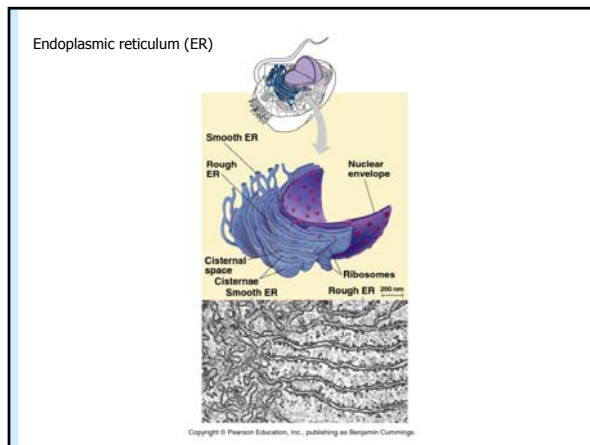 Endoplasmic reticulum (ER)
Smooth ER
Rough
ER
Nuclear
envelope
Cisternal
space
Cisternae
Smooth ER
Ribosomes
Rough ER
200 nm
Copyright © Pearson Education, Inc., publishing as Benjamin Cummings.